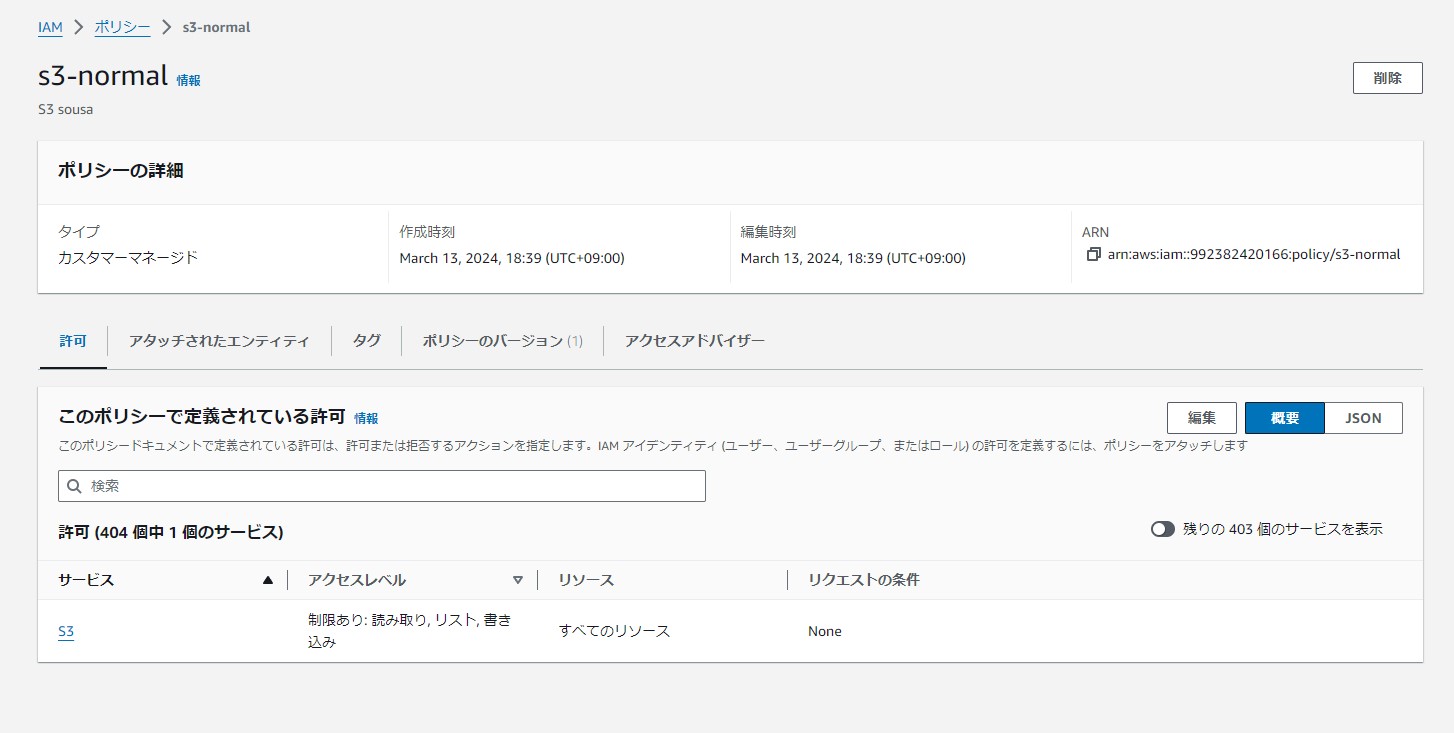 IAM > ポリシー > s3-normal
s3-normal 情報
削除
S3 sousa
ポリシーの詳細
タイプ
カスタマーマネージド
作成時刻
March 13, 2024, 18:39 (UTC+09:00)
編集時刻
March 13, 2024, 18:39 (UTC+09:00)
ARN
arn:aws:iam::992382420166:policy/s3-normal
許可 アタッチされたエンティティ タグ ポリシーのバージョン (1) アクセスアドバイザー
このポリシーで定義されている許可 情報
編集 概要 JSON
このポリシードキュメントで定義されている許可は、許可または拒否するアクションを指定します。IAM アイデンティティ (ユーザー、ユーザーグループ、またはロール) の許可を定義するには、ポリシーをアタッチします
検索
許可 (404 個中 1 個のサービス)
残りの 403 個のサービスを表示
サービス アクセスレベル リソース リクエストの条件
S3
制限あり: 読み取り, リスト, 書き
込み
すべてのリソース
None